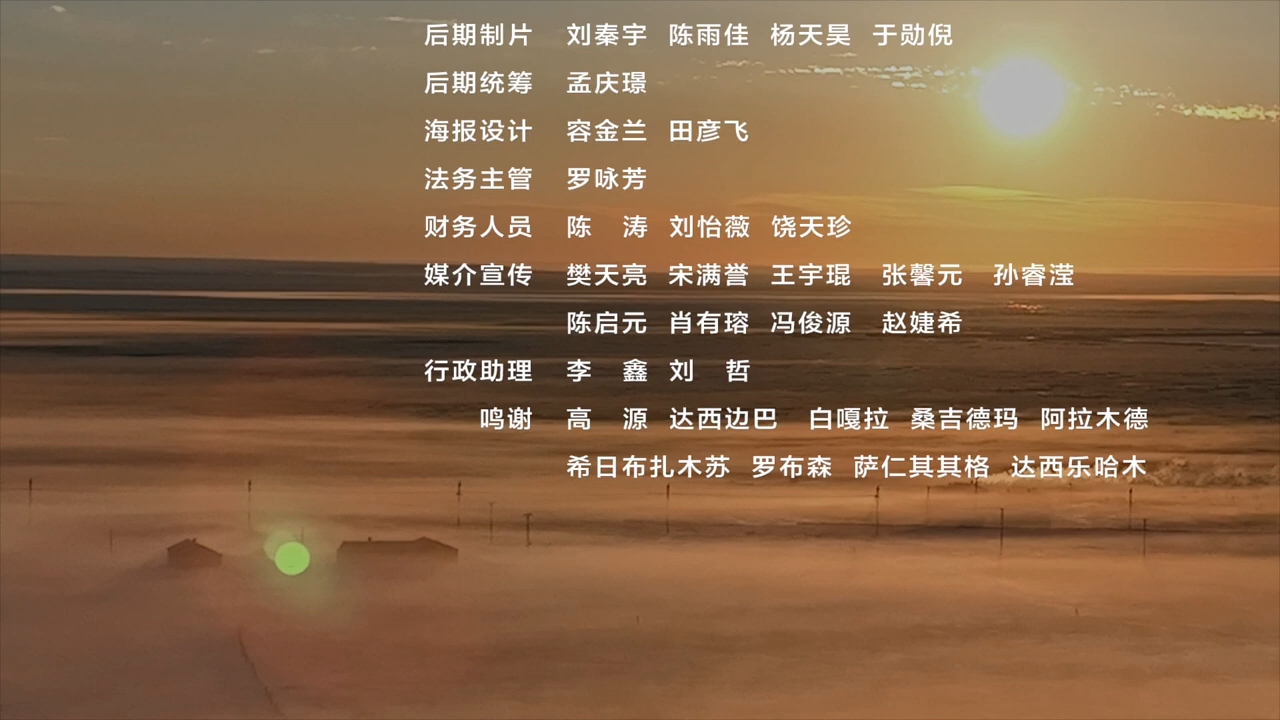 后期制片 刘秦宇 陈雨佳 杨天昊 于勋倪
后期统筹 孟庆璟
海报设计 容金兰 田彦飞
法务主管 罗咏芳
财务人员 陈 涛 刘怡薇 饶天珍
媒介宣传 樊天亮 宋满誉 王宇琨 张馨元 孙睿滢
陈启元 肖有瑢 冯俊源 赵婕希
行政助理 李 鑫 刘 哲
鸣谢 高 源 达西边巴 白嘎拉 桑吉德玛 阿拉木德
希日布扎木苏 罗布森 萨仁其其格 达西乐哈木